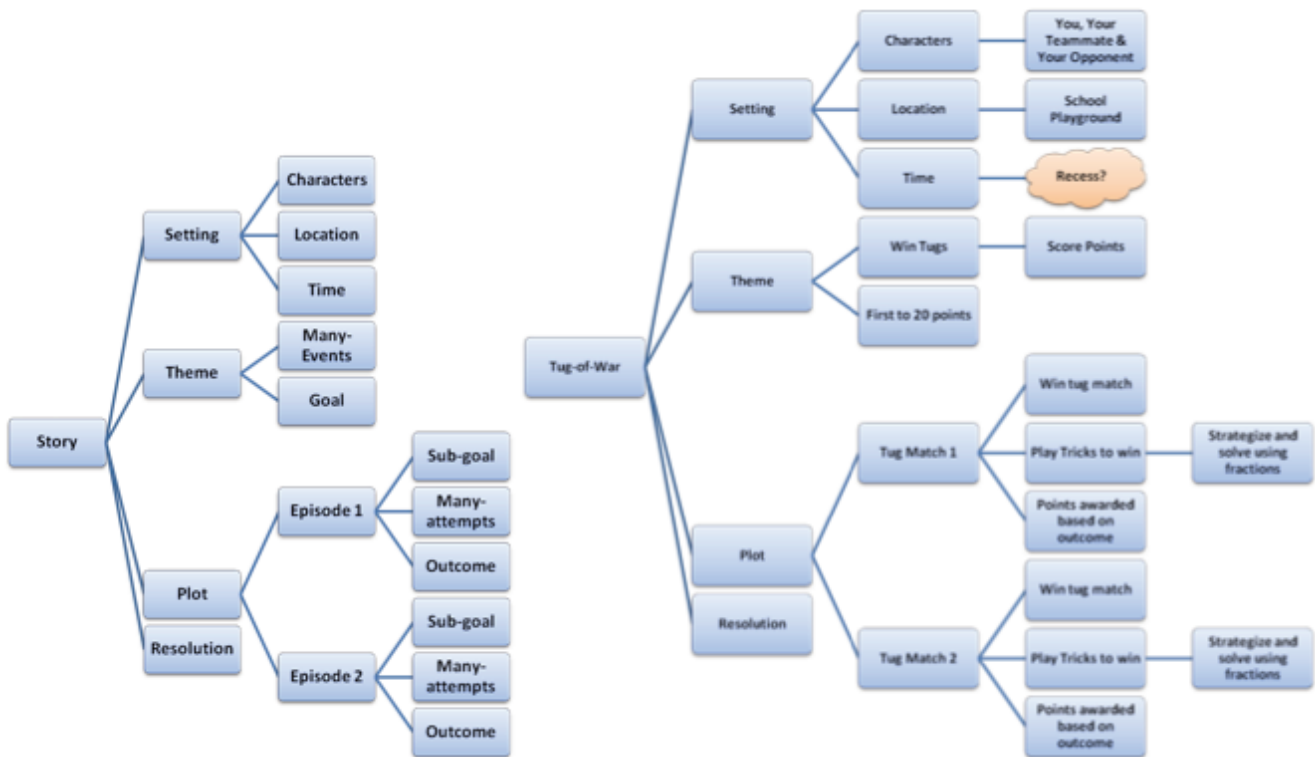 Story
Setting
Characters
Location
Time
Theme
Many-
Events
Goal
Plot
Episode 1
Sub-goal
Many-
attempts
Outcome
Episode 2
Sub-goal
Many-
attempts
Outcome
Resolution
Tug-of-War
Setting
Characters
You, Your
Teammate &
Your Opponent
Location
School
Playground
Time
Recess?
Theme
Win Tugs
Score Points
First to 20 points
Plot
Tug Match 1
Win tug match
Play Tricks to win
Strategize and
solve using
fractions
Points awarded
based on
outcome
Tug Match 2
Win tug match
Play Tricks to win
Strategize and
solve using
fractions
Points awarded
based on
outcome
Resolution